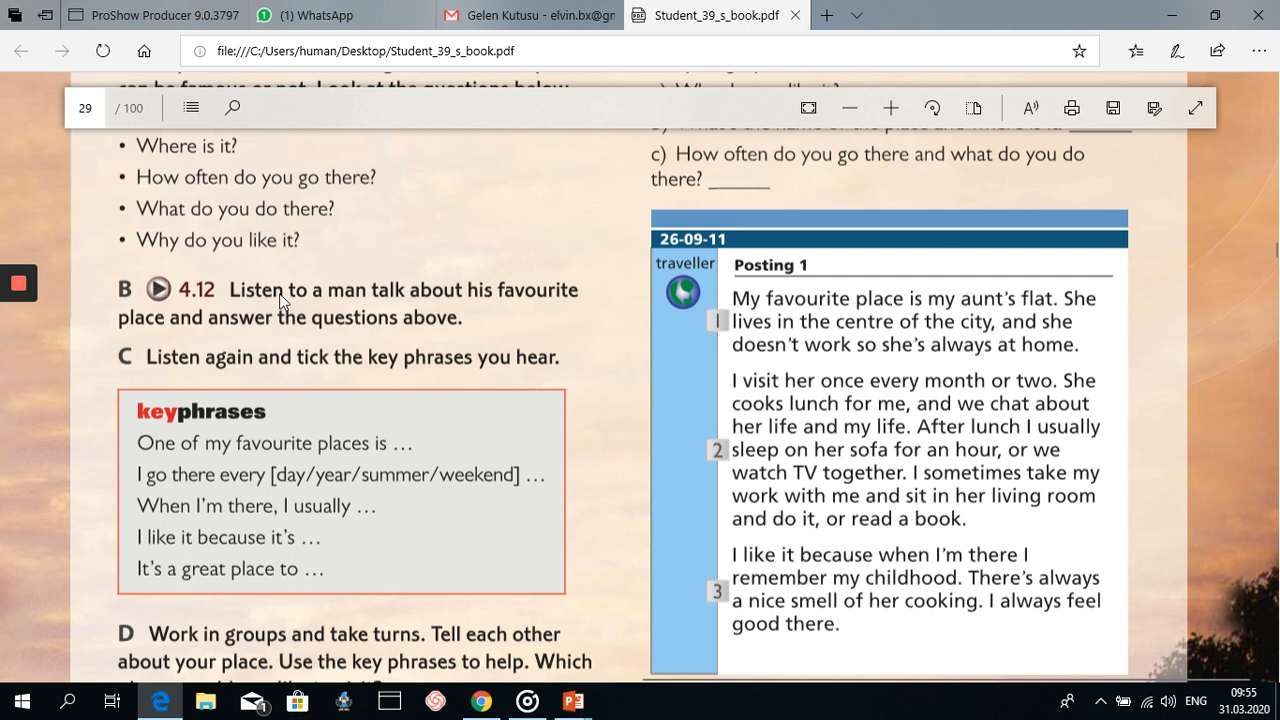 ProShow Producer 9.0.3797
(1) WhatsApp
Gelen Kutusu - elvin.bx@gm
Student_39_s_book.pdf
file:///C:/Users/human/Desktop/Student_39_s_book.pdf
29 / 100
can be famous or not. Look at the questions below
• Where is it?
• How often do you go there?
• What do you do there?
• Why do you like it?
B 4.12 Listen to a man talk about his favourite
place and answer the questions above.
C Listen again and tick the key phrases you hear.
keyphrases
One of my favourite places is …
I go there every [day/year/summer/weekend] …
When I'm there, I usually …
I like it because it's …
It's a great place to …
D Work in groups and take turns. Tell each other
about your place. Use the key phrases to help. Which
c) How often do you go there and what do you do
there? ______
26-09-11
traveller
Posting 1
1
My favourite place is my aunt's flat. She
lives in the centre of the city, and she
doesn't work so she's always at home.
2
I visit her once every month or two. She
cooks lunch for me, and we chat about
her life and my life. After lunch I usually
sleep on her sofa for an hour, or we
watch TV together. I sometimes take my
work with me and sit in her living room
and do it, or read a book.
3
I like it because when I'm there I
remember my childhood. There's always
a nice smell of her cooking. I always feel
good there.
ENG
09:55
31.03.2020